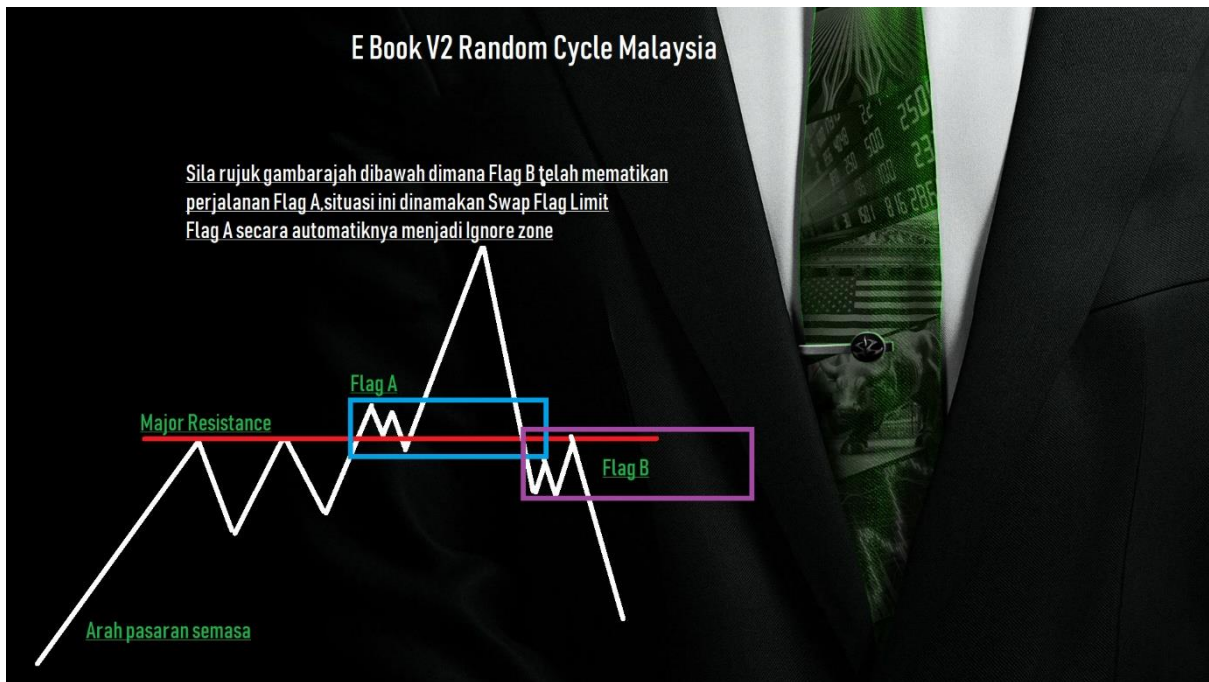 E Book V2 Random Cycle Malaysia
Sila rujuk gambarajah dibawah dimana Flag B telah mematikan
perjalanan Flag A,situasi ini dinamakan Swap Flag Limit
Flag A secara automatiknya menjadi Ignore zone
Flag A
Major Resistance
Flag B
Arah pasaran semasa